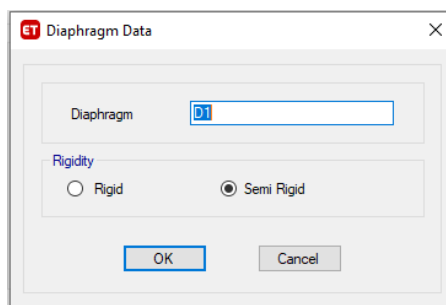 ET Diaphragm Data
Diaphragm D1
Rigidity
Rigid Semi Rigid
OK Cancel